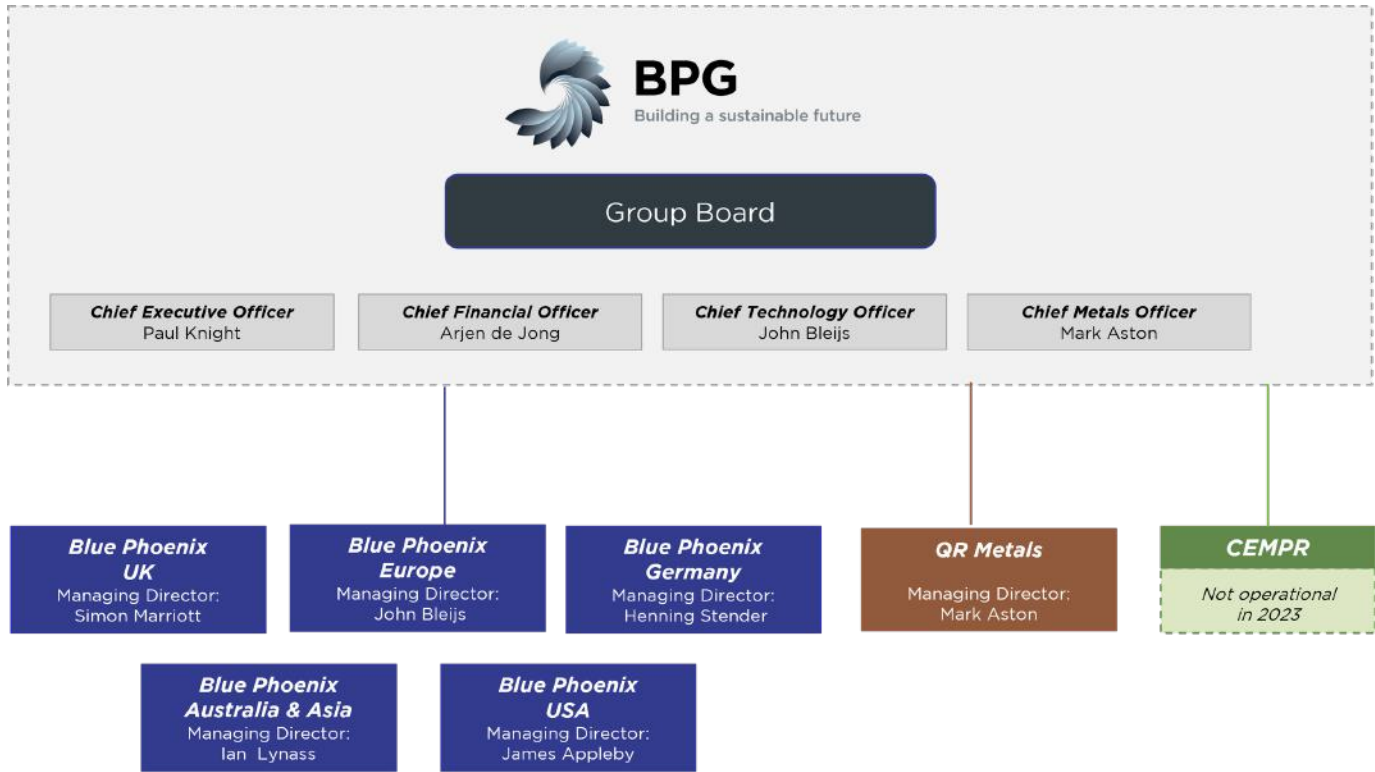 BPG
Building a sustainable future
Group Board
Chief Executive Officer
Paul Knight
Chief Financial Officer
Arjen de Jong
Chief Technology Officer
John Bleijs
Chief Metals Officer
Mark Aston
Blue Phoenix
UK
Managing Director:
Simon Marriott
Blue Phoenix
Europe
Managing Director:
John Bleijs
Blue Phoenix
Germany
Managing Director:
Henning Stender
QR Metals
Managing Director:
Mark Aston
CEMPR
Not operational
in 2023
Blue Phoenix
Australia & Asia
Managing Director:
Ian Lynass
Blue Phoenix
USA
Managing Director:
James Appleby